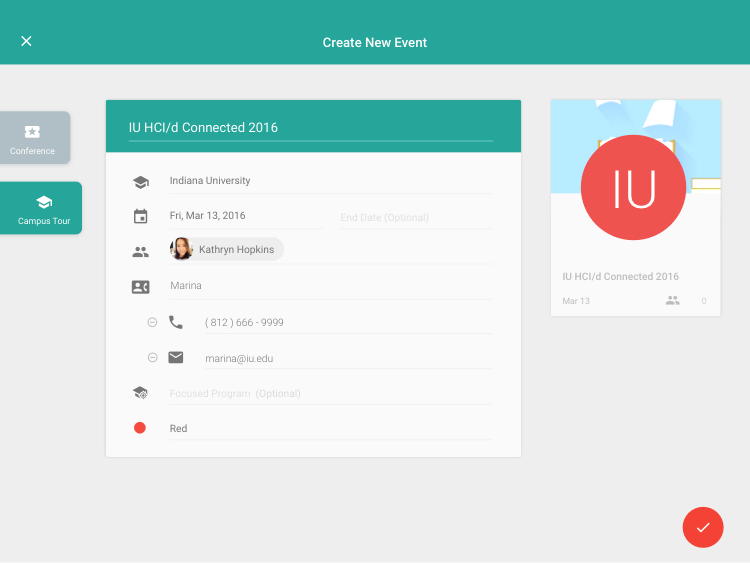 Create New Event
Conference
Campus Tour
IU HCI/d Connected 2016
Indiana University
Fri, Mar 13, 2016
End Date (Optional)
Kathryn Hopkins
Marina
( 812 ) 666 - 9999
marina@iu.edu
Focused Program (Optional)
Red
IU
IU HCI/d Connected 2016
Mar 13
0